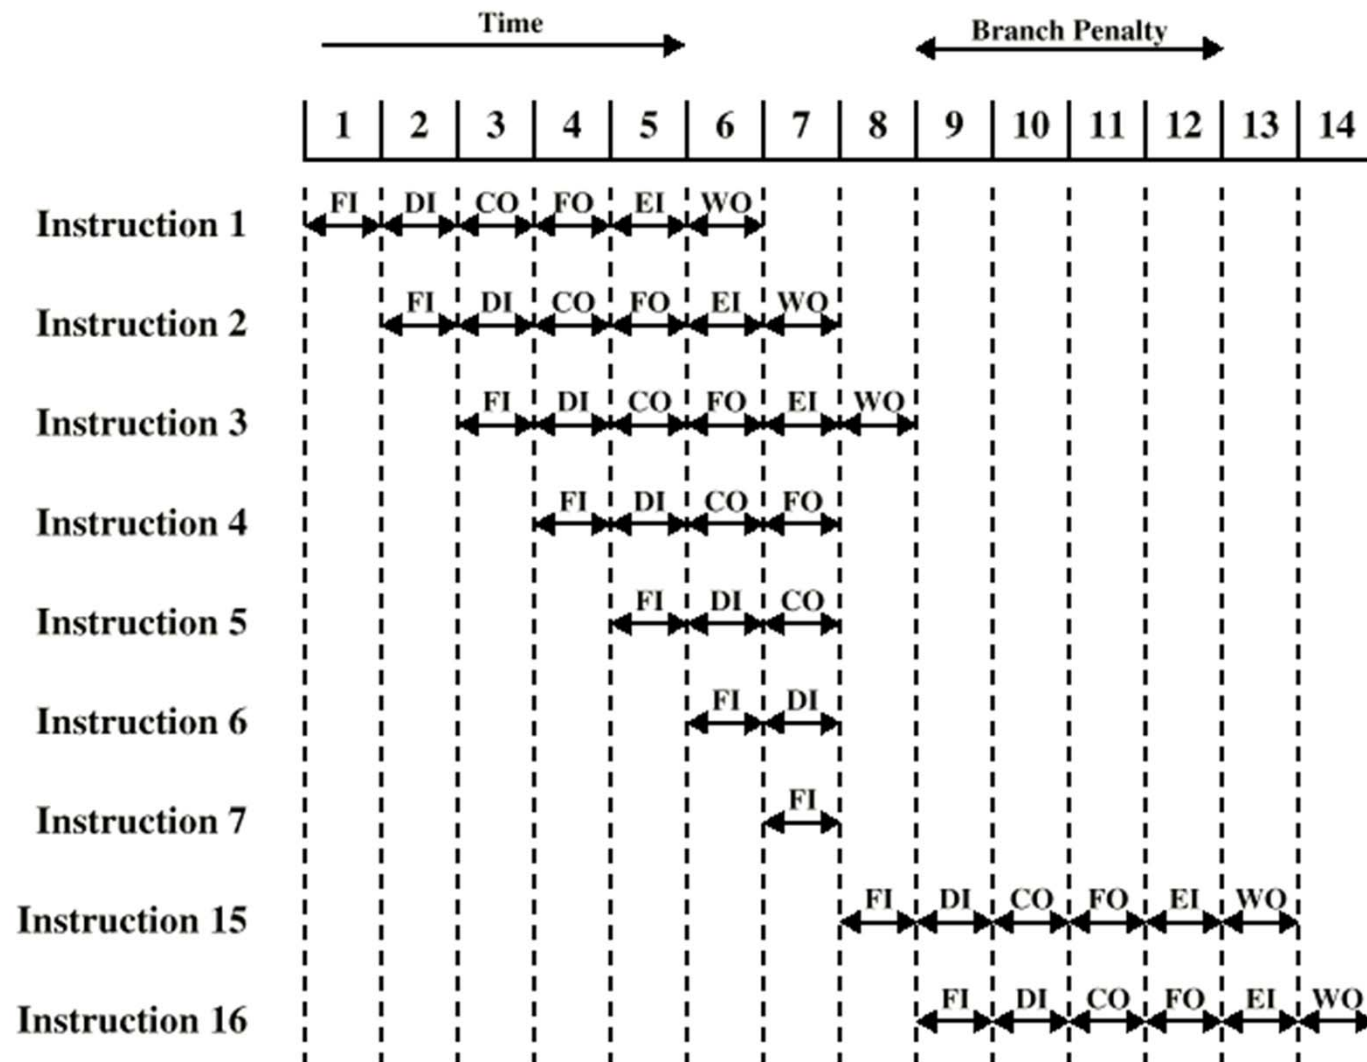 Time Branch Penalty
1 2 3 4 5 6 7 8 9 10 11 12 13 14
Instruction 1 FI DI CO FO EI WO
Instruction 2 FI DI CO FO EI WO
Instruction 3 FI DI CO FO EI WO
Instruction 4 FI DI CO FO
Instruction 5 FI DI CO
Instruction 6 FI DI
Instruction 7 FI
Instruction 15 FI DI CO FO EI WO
Instruction 16 FI DI CO FO EI WO